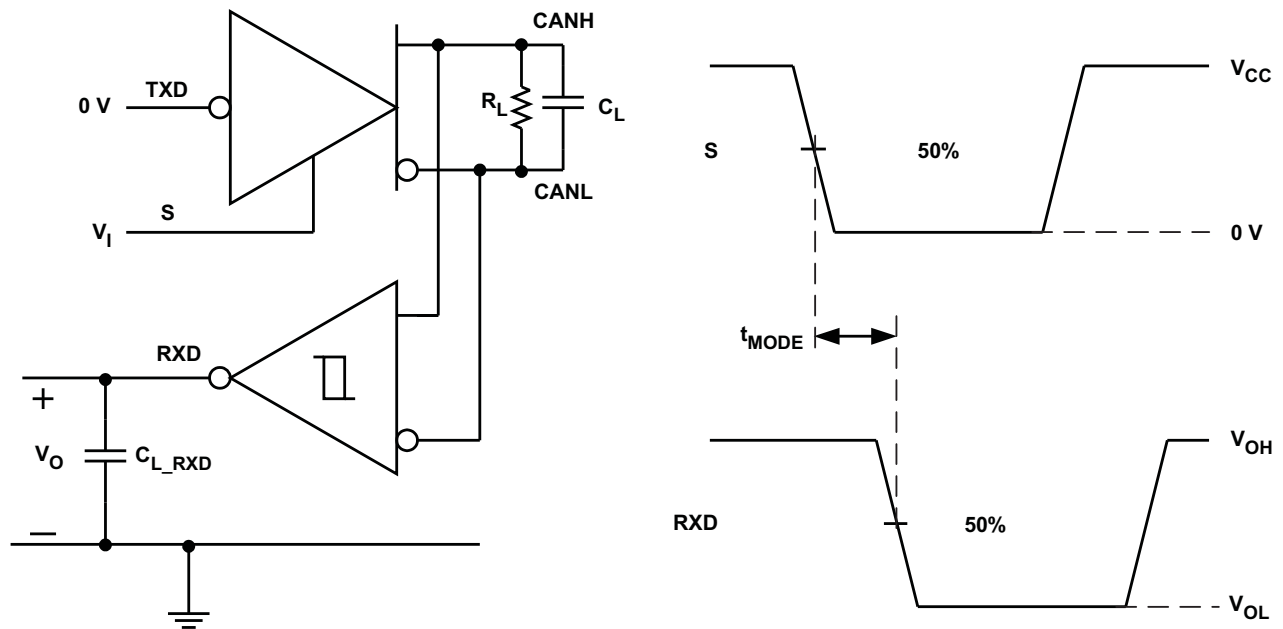 CANH
TXD
0 V
R_L
C_L
CANL
S
V_I
RXD
+
V_O
C_L_RXD
–
V_CC
S
50%
0 V
t_MODE
V_OH
RXD
50%
V_OL